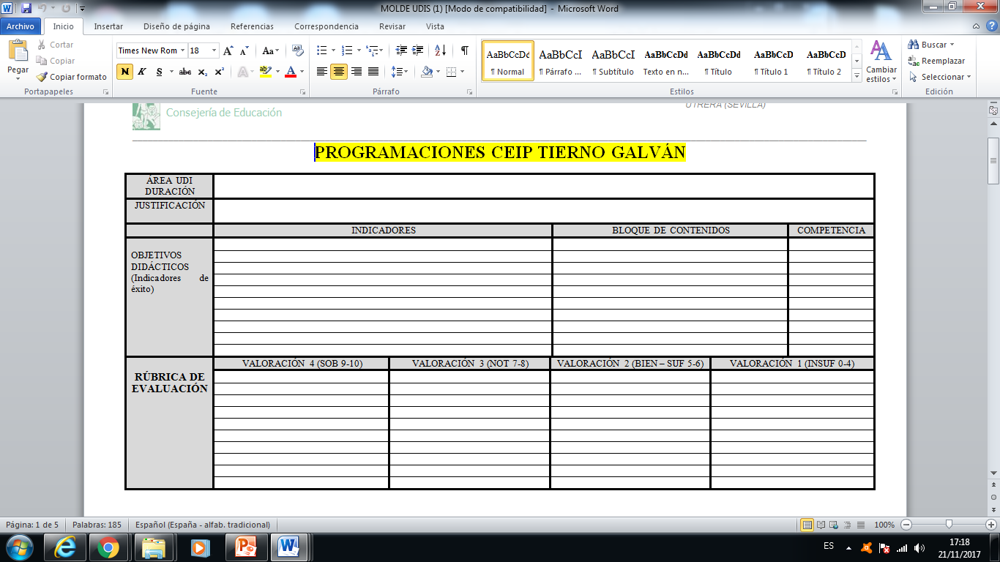 MOLDE UDIS (1) [Modo de compatibilidad] - Microsoft Word
Archivo Inicio Insertar Diseño de página Referencias Correspondencia Revisar Vista
Pegar
Cortar
Copiar
Copiar formato
Portapapeles
Times New Rom 18
N K S abc x₂ x²
Fuente
Párrafo
AaBbCcDd AaBbCcI AaBbCcI AaBbCcDd AaBbCcDd AaBbCcD AaBbCcD
¶ Normal ¶ Párrafo ... ¶ Subtítulo Texto en n... ¶ Título ¶ Título 1 ¶ Título 2
Estilos
Cambiar
estilos
Buscar
Reemplazar
Seleccionar
Edición
Consejería de Educación
UTRERA (SEVILLA)
PROGRAMACIONES CEIP TIERNO GALVÁN
ÁREA UDI
DURACIÓN
JUSTIFICACIÓN
INDICADORES BLOQUE DE CONTENIDOS COMPETENCIA
OBJETIVOS
DIDÁCTICOS
(Indicadores de
éxito)
VALORACIÓN 4 (SOB 9-10) VALORACIÓN 3 (NOT 7-8) VALORACIÓN 2 (BIEN – SUF 5-6) VALORACIÓN 1 (INSUF 0-4)
RÚBRICA DE
EVALUACIÓN
Página: 1 de 5 Palabras: 185 Español (España - alfab. tradicional) 100%
ES
17:18
21/11/2017